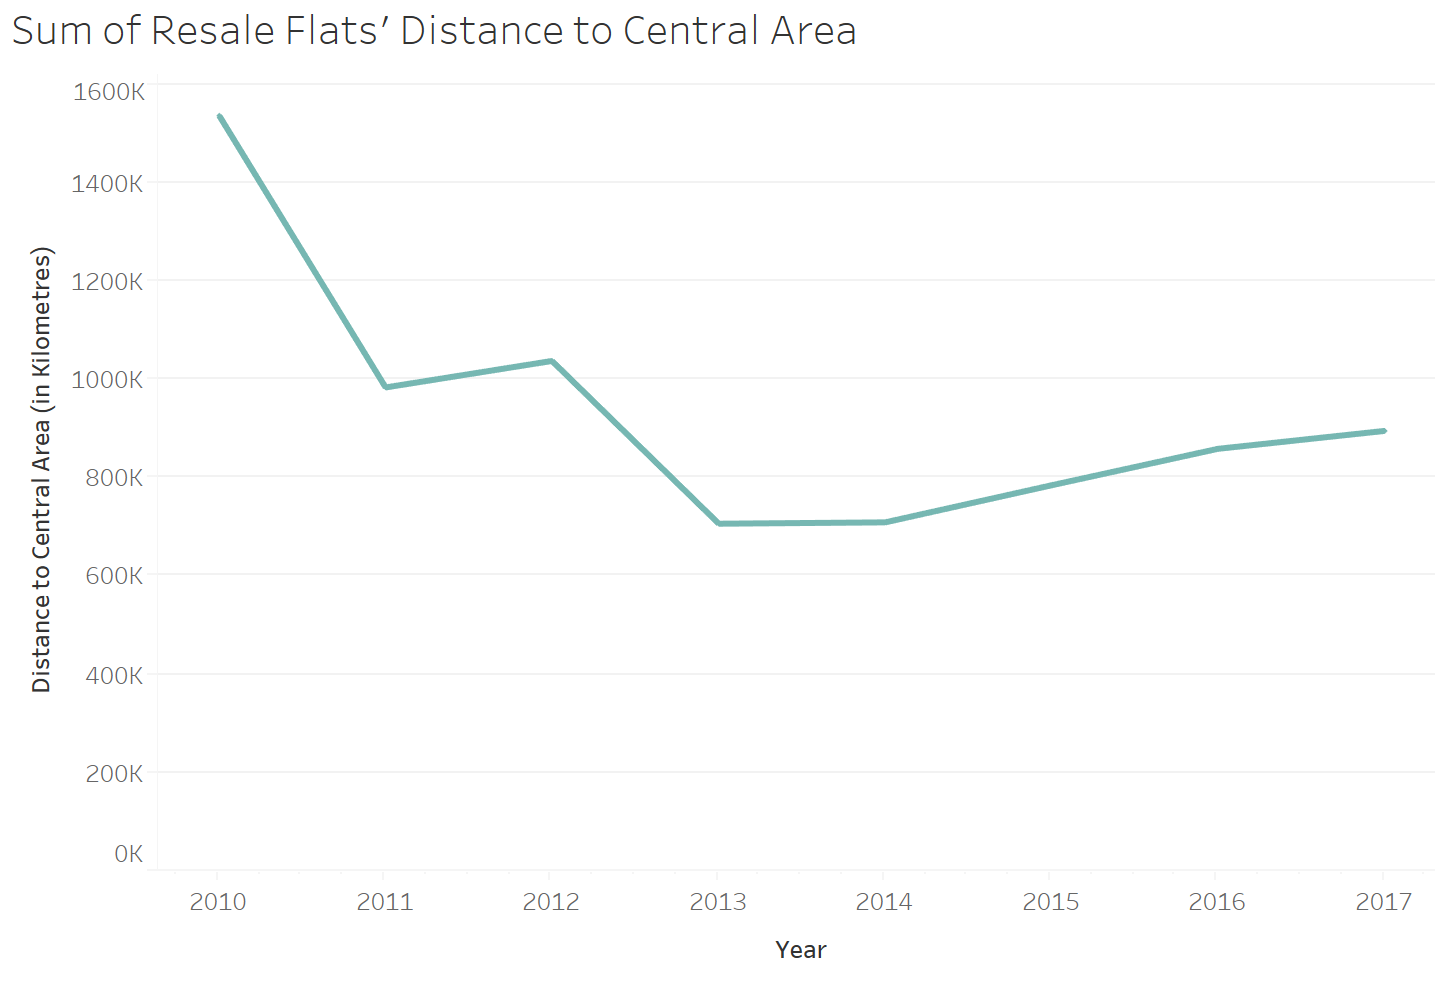 Sum of Resale Flats’ Distance to Central Area
1600K
1400K
1200K
1000K
800K
600K
400K
200K
0K
Distance to Central Area (in Kilometres)
2010 2011 2012 2013 2014 2015 2016 2017
Year